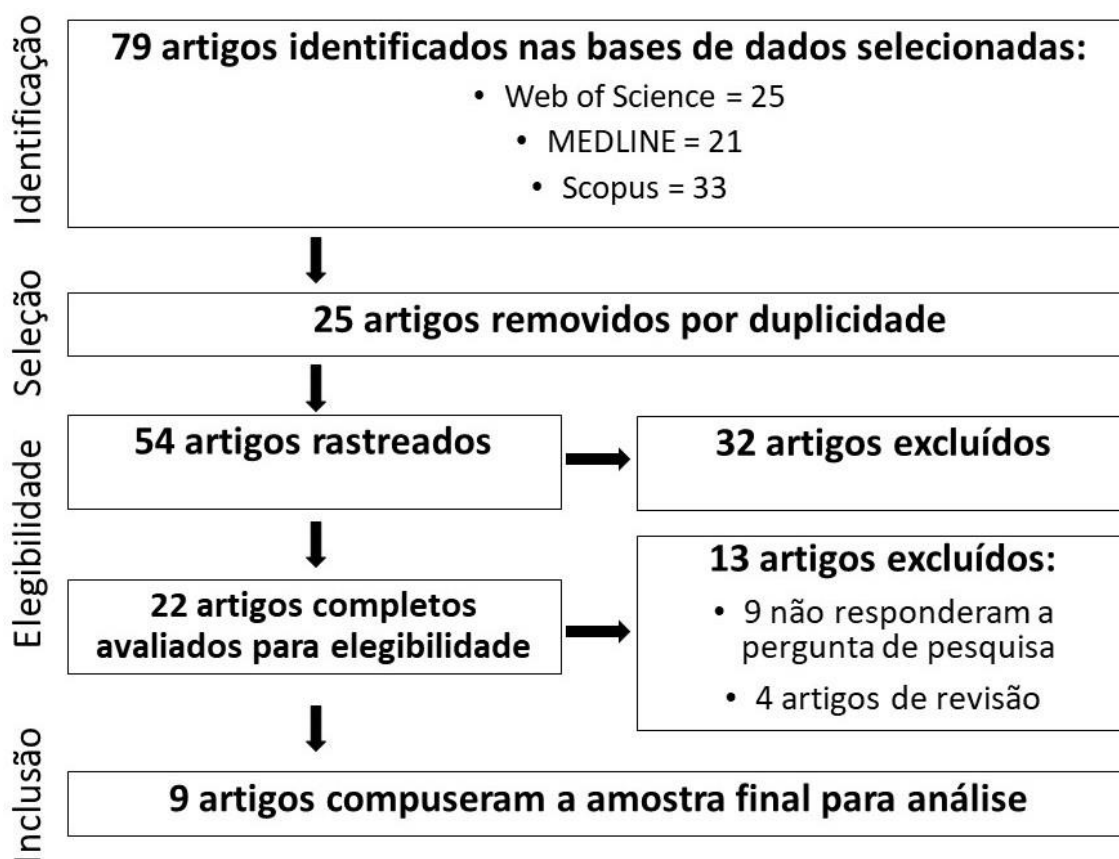 Identificação
79 artigos identificados nas bases de dados selecionadas:
• Web of Science = 25
• MEDLINE = 21
• Scopus = 33
Seleção
25 artigos removidos por duplicidade
Elegibilidade
54 artigos rastreados
32 artigos excluídos
22 artigos completos
avaliados para elegibilidade
13 artigos excluídos:
• 9 não responderam a
pergunta de pesquisa
• 4 artigos de revisão
Inclusão
9 artigos compuseram a amostra final para análise